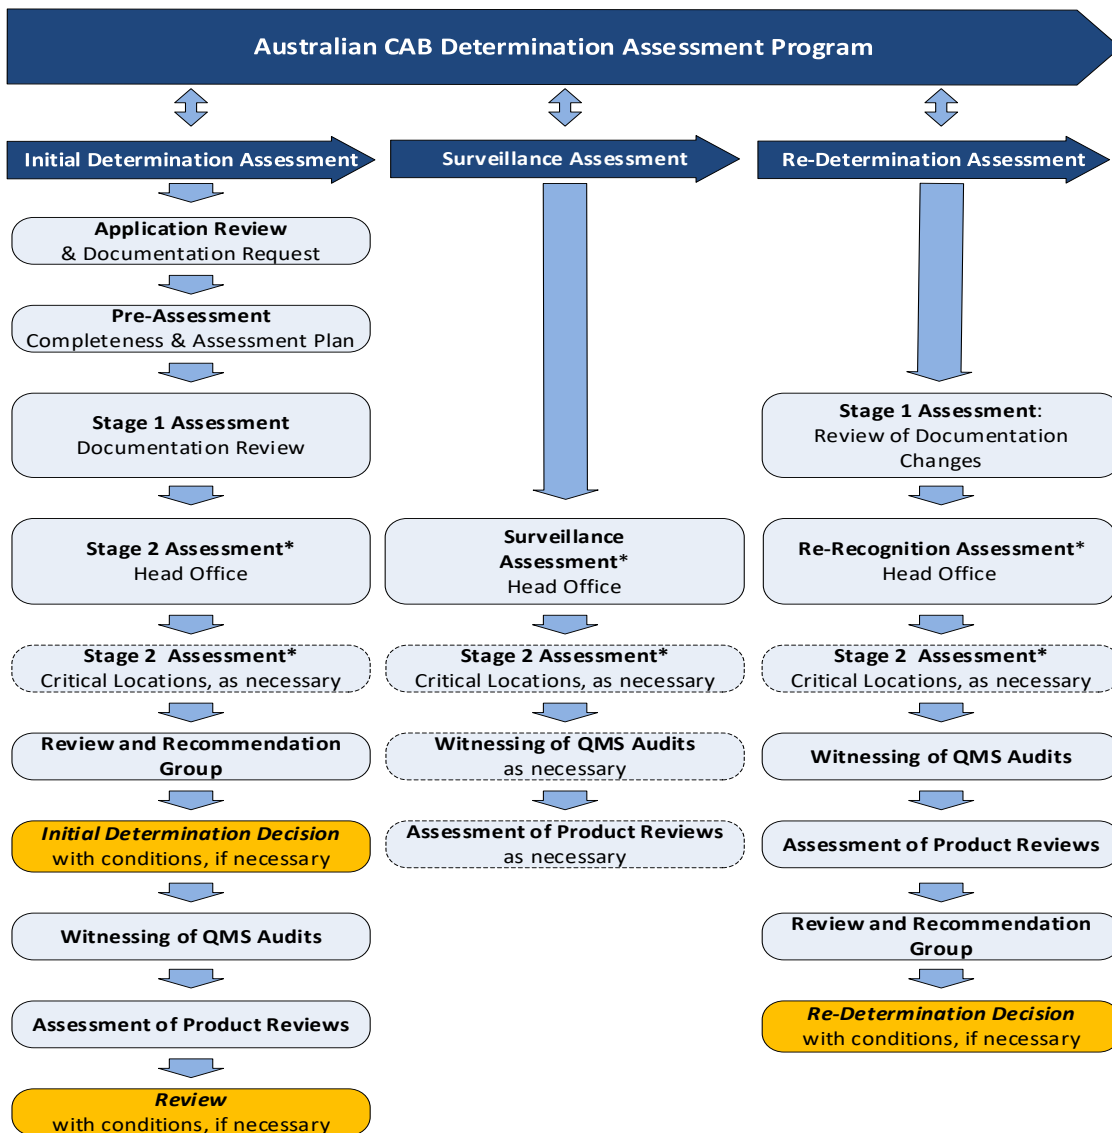 Australian CAB Determination Assessment Program
Initial Determination Assessment
Application Review
& Documentation Request
Pre-Assessment
Completeness & Assessment Plan
Stage 1 Assessment
Documentation Review
Stage 2 Assessment*
Head Office
Stage 2 Assessment*
Critical Locations, as necessary
Review and Recommendation
Group
Initial Determination Decision
with conditions, if necessary
Witnessing of QMS Audits
Assessment of Product Reviews
Review
with conditions, if necessary
Surveillance Assessment
Surveillance
Assessment*
Head Office
Stage 2 Assessment*
Critical Locations, as necessary
Witnessing of QMS Audits
as necessary
Assessment of Product Reviews
as necessary
Re-Determination Assessment
Stage 1 Assessment:
Review of Documentation
Changes
Re-Recognition Assessment*
Head Office
Stage 2 Assessment*
Critical Locations, as necessary
Witnessing of QMS Audits
Assessment of Product Reviews
Review and Recommendation
Group
Re-Determination Decision
with conditions, if necessary